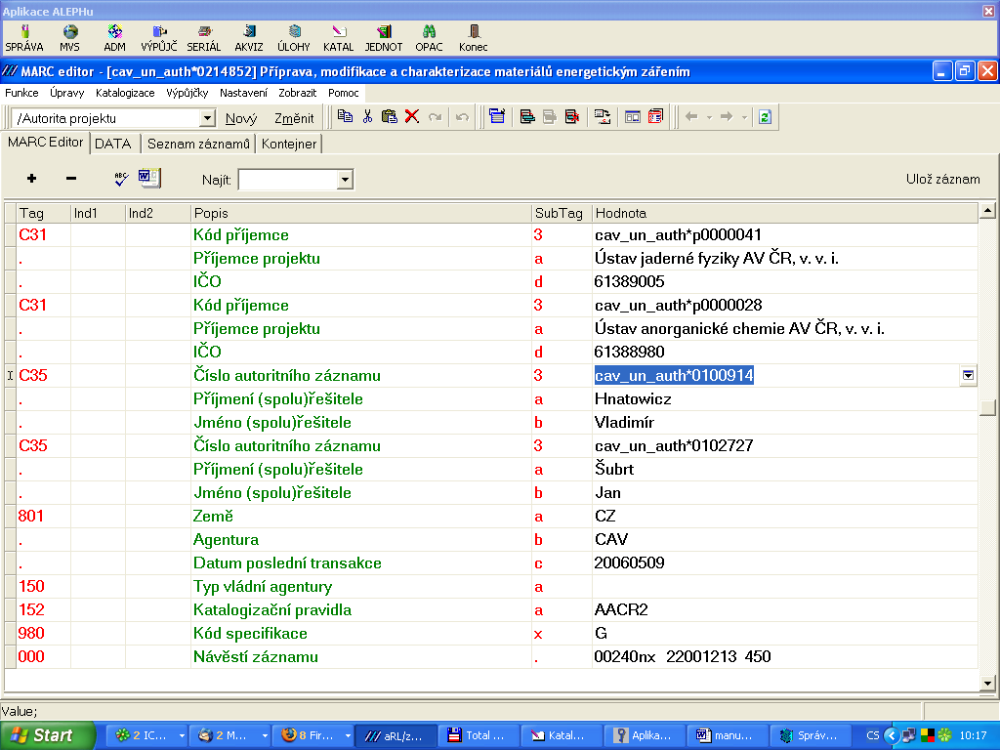 Aplikace ALEPHu
SPRÁVA MVS ADM VÝPŮJČ SERIÁL AKVIZ ÚLOHY KATAL JEDNOT OPAC Konec
MARC editor - [cav_un_auth*0214852] Příprava, modifikace a charakterizace materiálů energetickým zářením
Funkce Úpravy Katalogizace Výpůjčky Nastavení Zobrazit Pomoc
/Autorita projektu Nový Změnit
MARC Editor DATA Seznam záznamů Kontejner
ABC W Najít: Ulož záznam
Tag Ind1 Ind2 Popis SubTag Hodnota
C31 Kód příjemce 3 cav_un_auth*p0000041
. Příjemce projektu a Ústav jaderné fyziky AV ČR, v. v. i.
. IČO d 61389005
C31 Kód příjemce 3 cav_un_auth*p0000028
. Příjemce projektu a Ústav anorganické chemie AV ČR, v. v. i.
. IČO d 61388980
C35 Číslo autoritního záznamu 3 cav_un_auth*0100914
. Příjmení (spolu)řešitele a Hnatowicz
. Jméno (spolu)řešitele b Vladimír
C35 Číslo autoritního záznamu 3 cav_un_auth*0102727
. Příjmení (spolu)řešitele a Šubrt
. Jméno (spolu)řešitele b Jan
801 Země a CZ
. Agentura b CAV
. Datum poslední transakce c 20060509
150 Typ vládní agentury a
152 Katalogizační pravidla a AACR2
980 Kód specifikace x G
000 Návěstí záznamu . 00240nx 22001213 450
Value;
Start 2 IC... 2 M... 8 Fir... aRL/z... Total ... Katal... Aplika... manu... Správ... CS 10:17